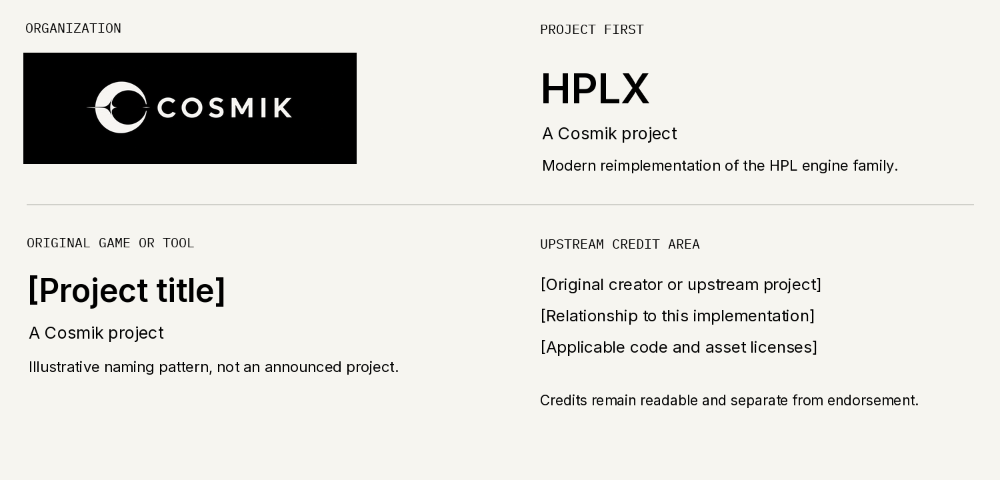 ORGANIZATION
COSMIK
PROJECT FIRST
HPLX
A Cosmik project
Modern reimplementation of the HPL engine family.
ORIGINAL GAME OR TOOL
[Project title]
A Cosmik project
Illustrative naming pattern, not an announced project.
UPSTREAM CREDIT AREA
[Original creator or upstream project]
[Relationship to this implementation]
[Applicable code and asset licenses]
Credits remain readable and separate from endorsement.